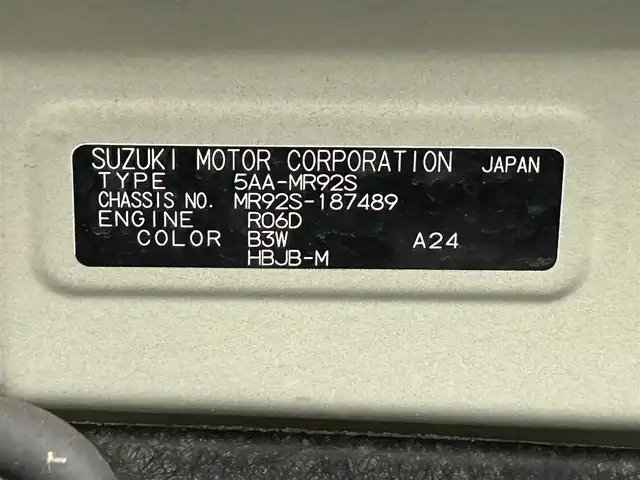 SUZUKI MOTOR CORPORATION JAPAN
TYPE 5AA-MR92S
CHASSIS NO. MR92S-187489
ENGINE R06D
COLOR B3W A24
HBJB-M